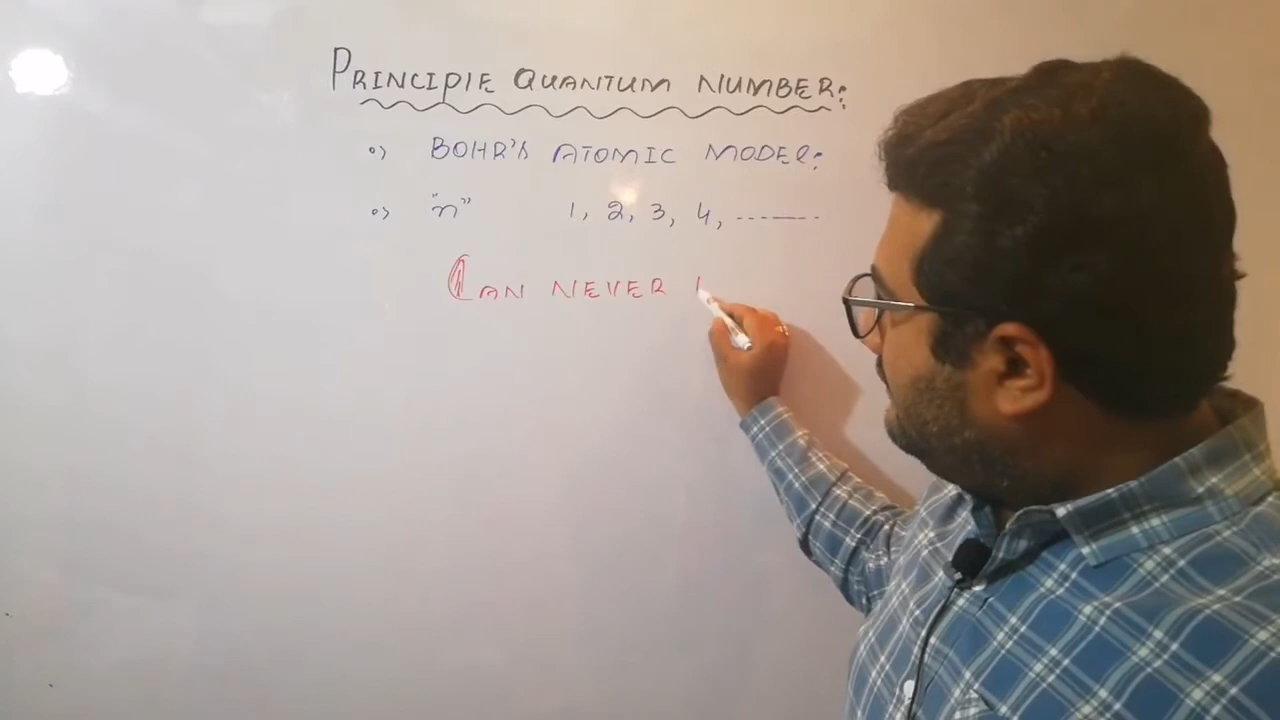 PRINCIPLE QUANTUM NUMBER:
o) BOHR'S ATOMIC MODEL:
o) "n" 1, 2, 3, 4, -------
CAN NEVER